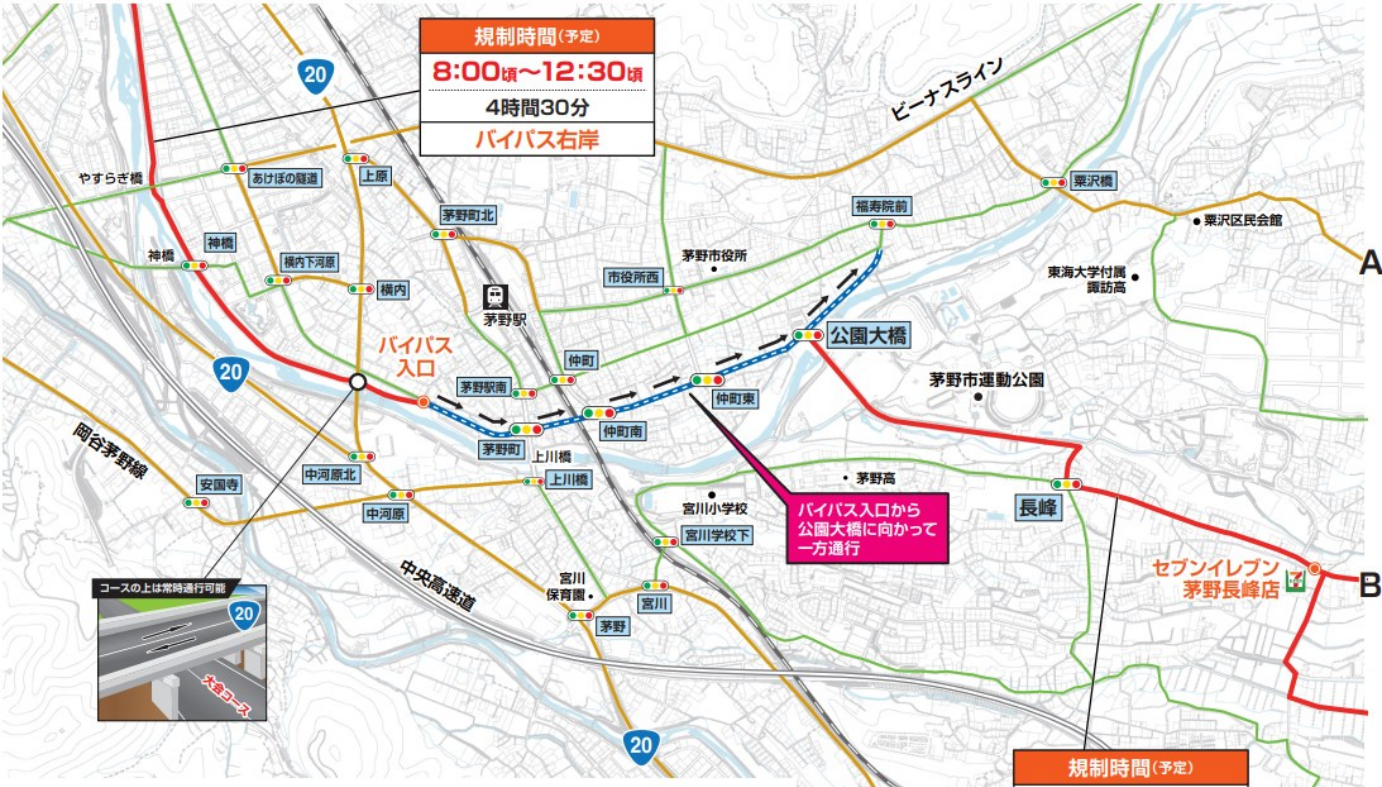 20
規制時間(予定)
8:00頃～12:30頃
4時間30分
バイパス右岸
ビーナスライン
やすらぎ橋
あけぼの隧道
上原
粟沢橋
茅野町北
福寿院前
粟沢区民会館
神橋
神橋
横内下河原
横内
茅野駅
市役所西
茅野市役所
東海大学付属
諏訪高
A
公園大橋
バイパス
入口
20
仲町
茅野駅南
仲町東
茅野市運動公園
岡谷茅野線
茅野町
仲町南
上川橋
上川橋
中河原北
中河原
安国寺
宮川小学校
茅野高
長峰
バイパス入口から
公園大橋に向かって
一方通行
宮川学校下
セブンイレブン
茅野長峰店
B
中央高速道
宮川
保育園
宮川
茅野
コースの上は常時通行可能
20
大会コース
20
規制時間(予定)